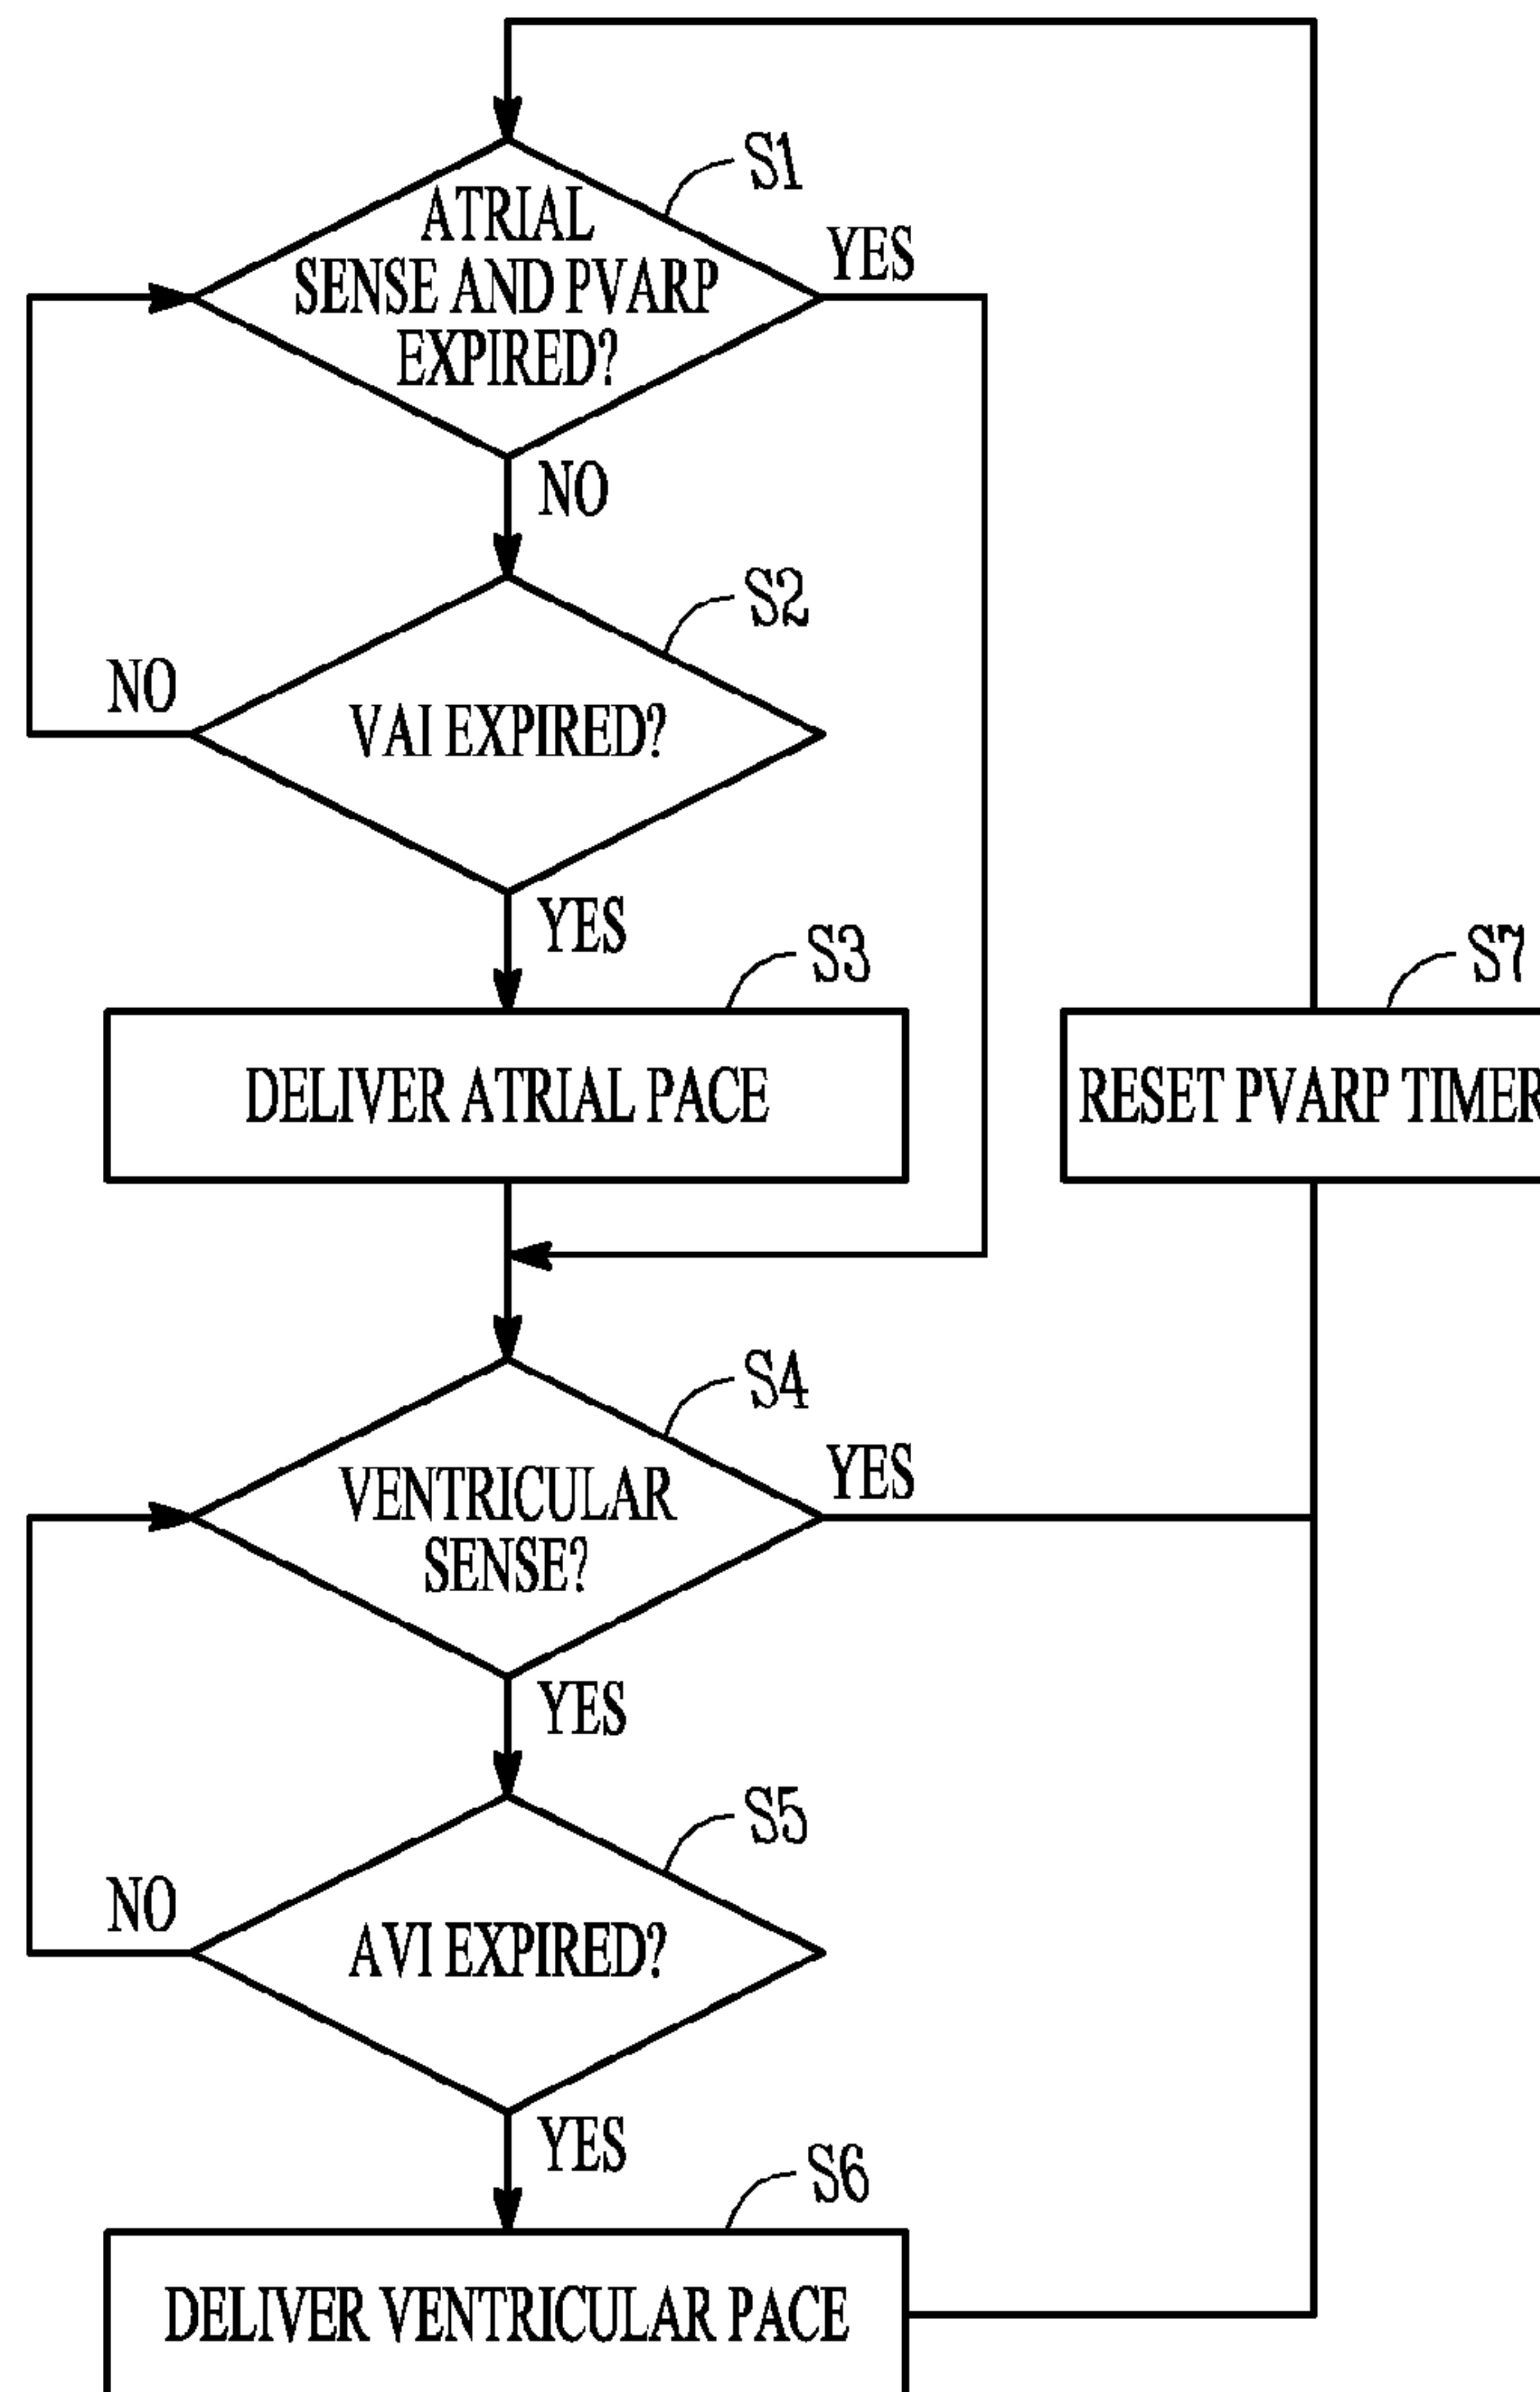 S1
ATRIAL
SENSE AND PVARP
EXPIRED?
YES
NO
S2
NO
VAI EXPIRED?
YES
S3
S7
DELIVER ATRIAL PACE
RESET PVARP TIMER
S4
YES
VENTRICULAR
SENSE?
YES
S5
NO
AVI EXPIRED?
YES
S6
DELIVER VENTRICULAR PACE